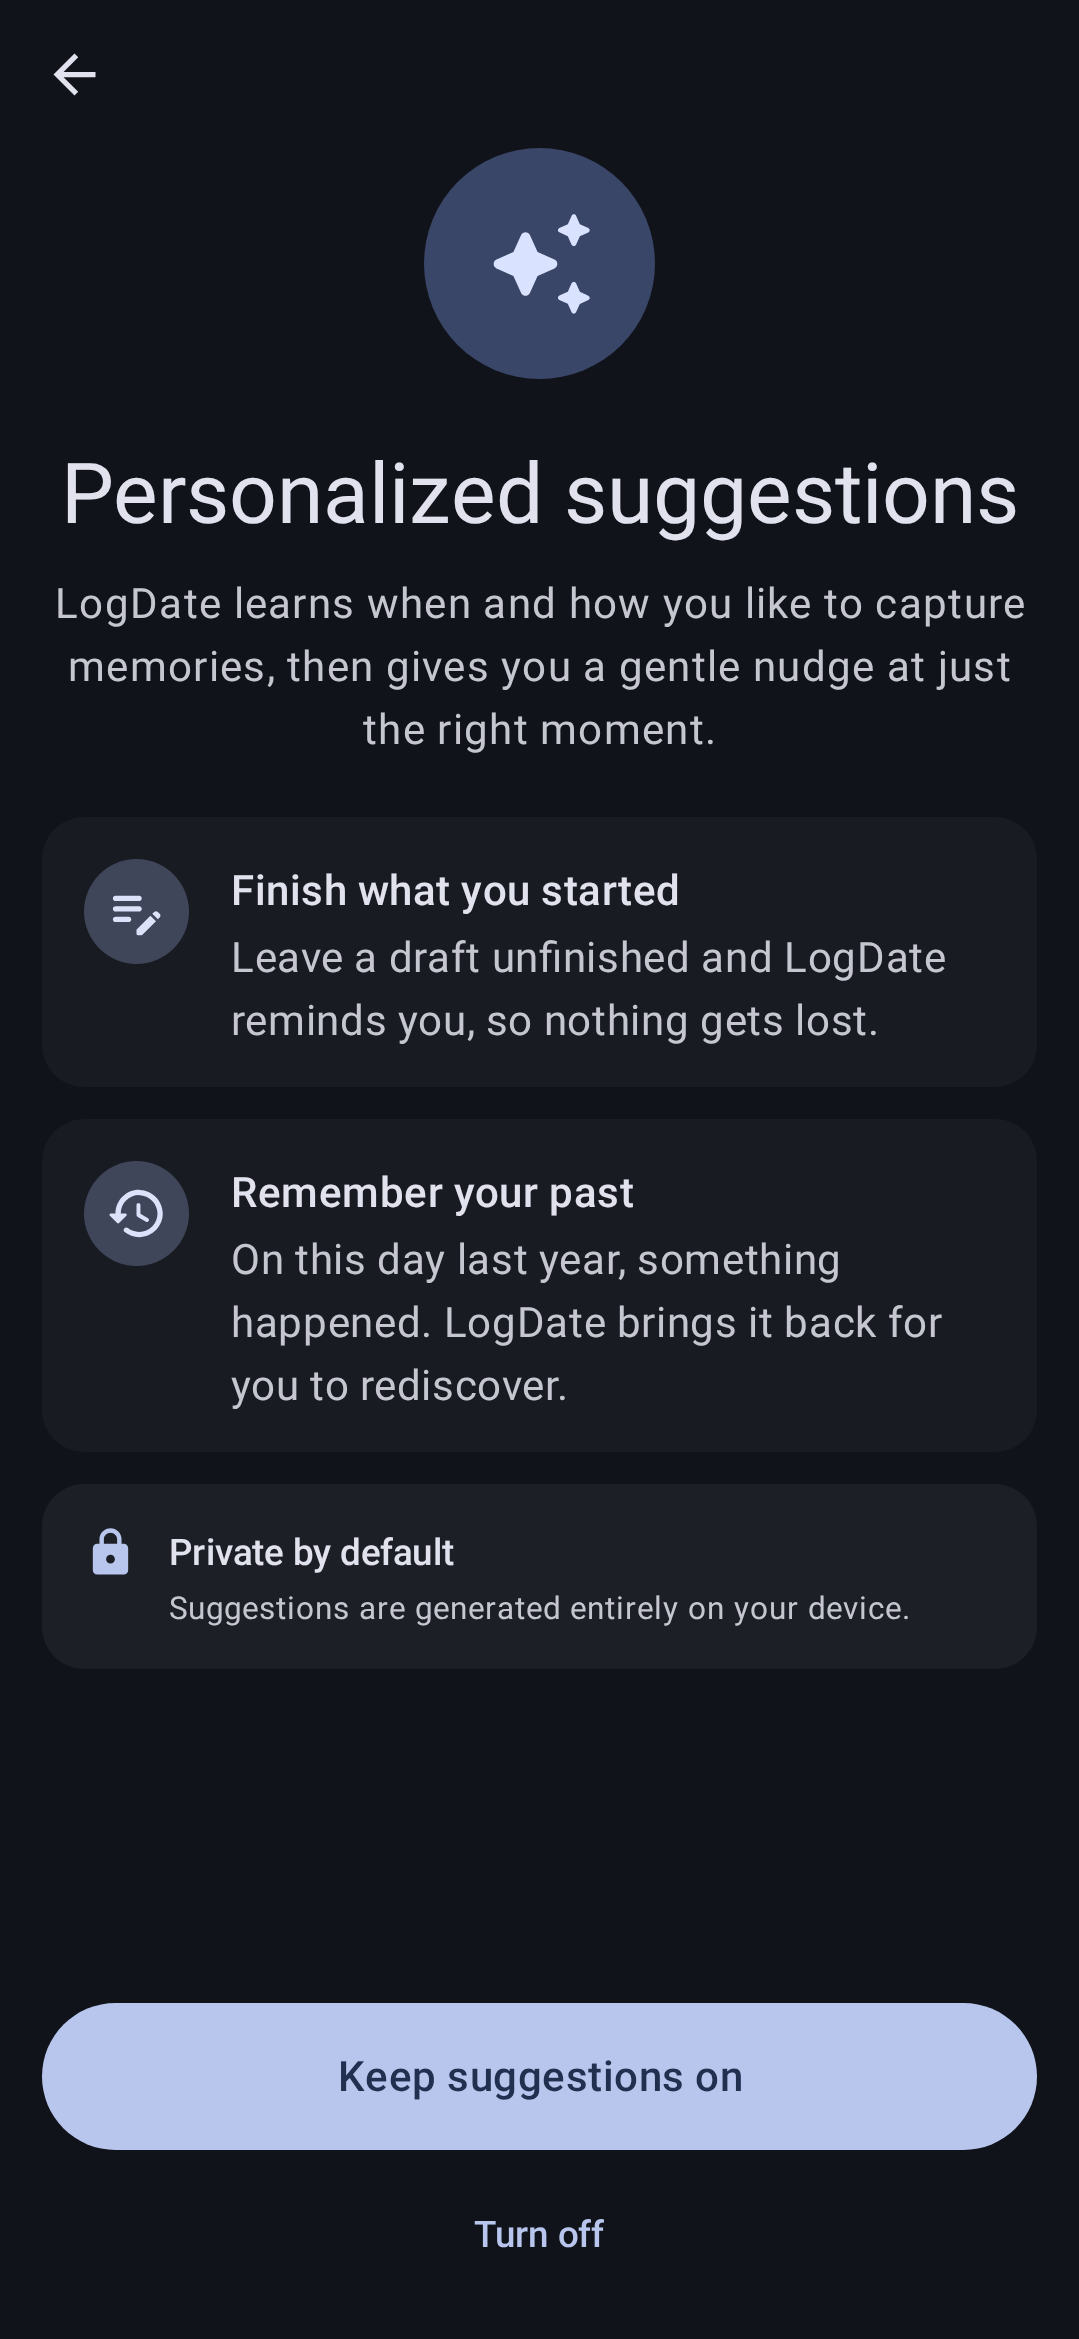 Personalized suggestions
LogDate learns when and how you like to capture
memories, then gives you a gentle nudge at just
the right moment.
Finish what you started
Leave a draft unfinished and LogDate
reminds you, so nothing gets lost.
Remember your past
On this day last year, something
happened. LogDate brings it back for
you to rediscover.
Private by default
Suggestions are generated entirely on your device.
Keep suggestions on
Turn off